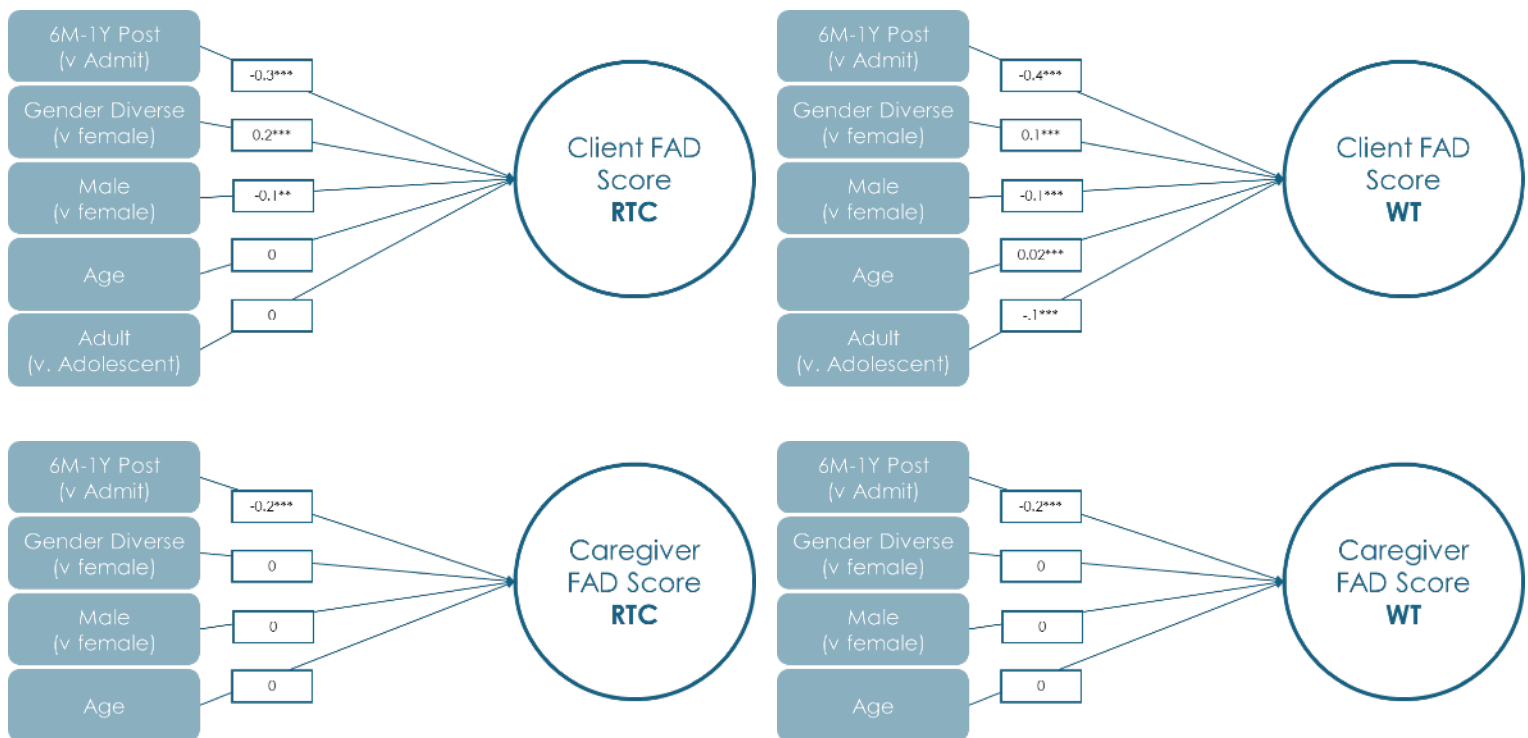 6M-1Y Post
(v Admit)
-0.3***
Gender Diverse
(v female)
0.2***
Male
(v female)
-0.1**
Age
0
Adult
(v. Adolescent)
0
Client FAD
Score
RTC
6M-1Y Post
(v Admit)
-0.4***
Gender Diverse
(v female)
0.1***
Male
(v female)
-0.1***
Age
0.02***
Adult
(v. Adolescent)
-.1***
Client FAD
Score
WT
6M-1Y Post
(v Admit)
-0.2***
Gender Diverse
(v female)
0
Male
(v female)
0
Age
0
Caregiver
FAD Score
RTC
6M-1Y Post
(v Admit)
-0.2***
Gender Diverse
(v female)
0
Male
(v female)
0
Age
0
Caregiver
FAD Score
WT